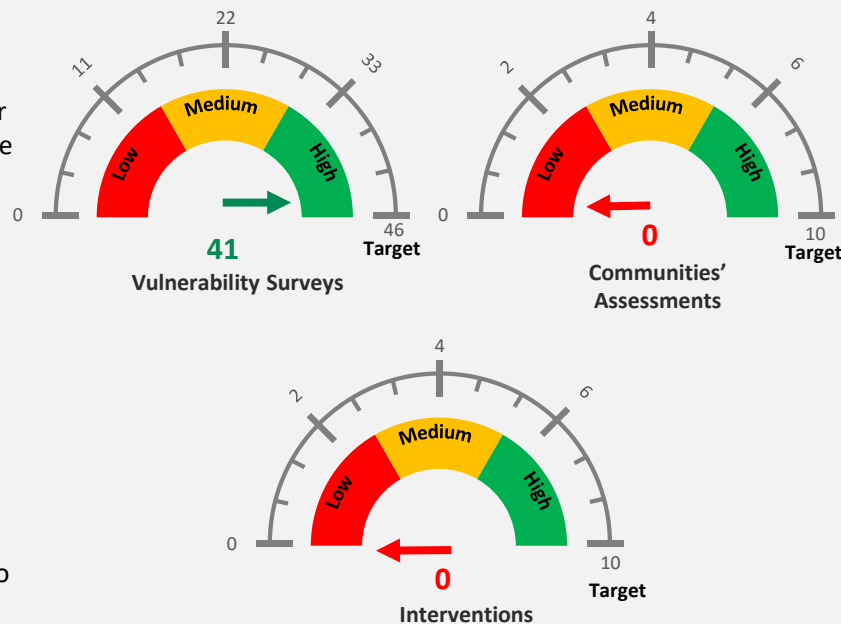 22
11
33
Medium
Low
High
0
46
Target
41
Vulnerability Surveys
4
2
6
Medium
Low
High
0
10
Target
0
Communities’
Assessments
r
e
4
2
6
Medium
Low
High
0
10
Target
0
Interventions
o